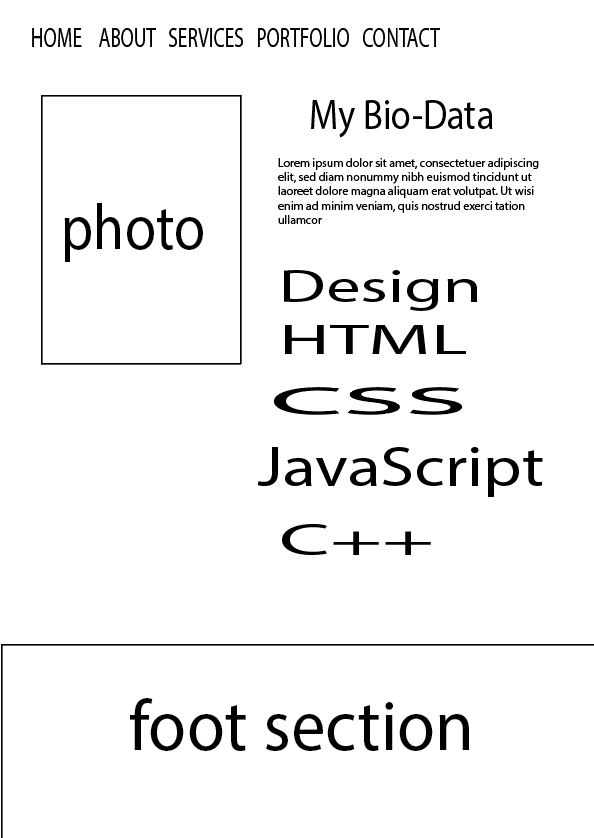 HOME ABOUT SERVICES PORTFOLIO CONTACT
photo
My Bio-Data
Lorem ipsum dolor sit amet, consectetuer adipiscing
elit, sed diam nonummy nibh euismod tincidunt ut
laoreet dolore magna aliquam erat volutpat. Ut wisi
enim ad minim veniam, quis nostrud exerci tation
ullamcor
Design
HTML
CSS
JavaScript
C++
foot section